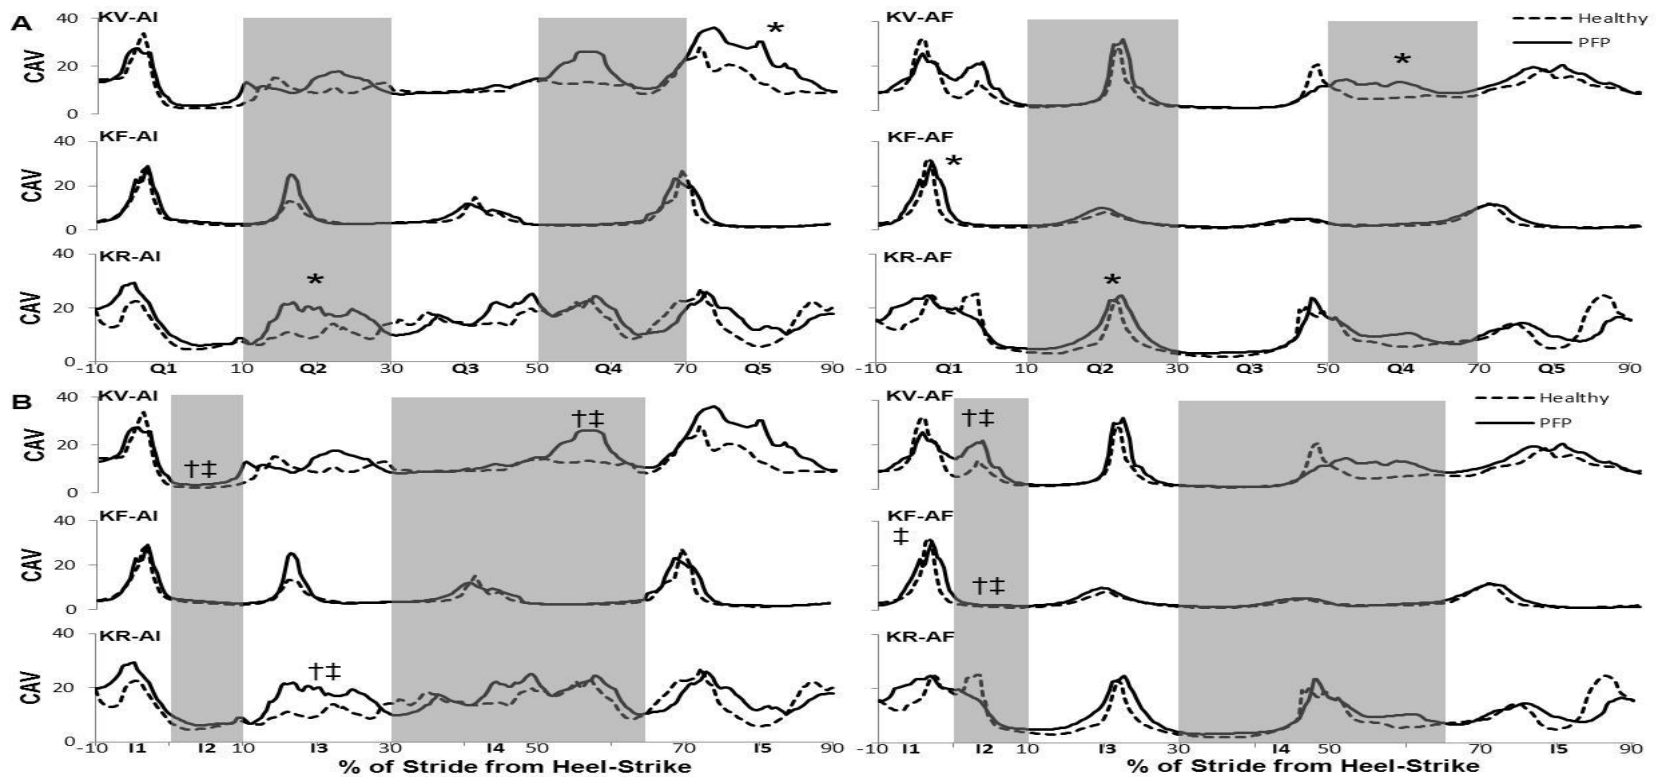 A
KV-AI
40
20
0
CAV
*
KV-AF
*
Healthy
PFP
KF-AI
40
20
0
CAV
KF-AF
*
KR-AI
40
20
0
CAV
*
KR-AF
*
-10 Q1 10 Q2 30 Q3 50 Q4 70 Q5 90
-10 Q1 10 Q2 30 Q3 50 Q4 70 Q5 90
B
KV-AI
40
20
0
CAV
†‡
†‡
KV-AF
†‡
Healthy
PFP
KF-AI
40
20
0
CAV
KF-AF
‡
†‡
KR-AI
40
20
0
CAV
†‡
KR-AF
-10 I1 I2 10 I3 30 I4 50 70 I5 90
-10 I1 I2 10 I3 30 I4 50 70 I5 90
% of Stride from Heel-Strike
% of Stride from Heel-Strike